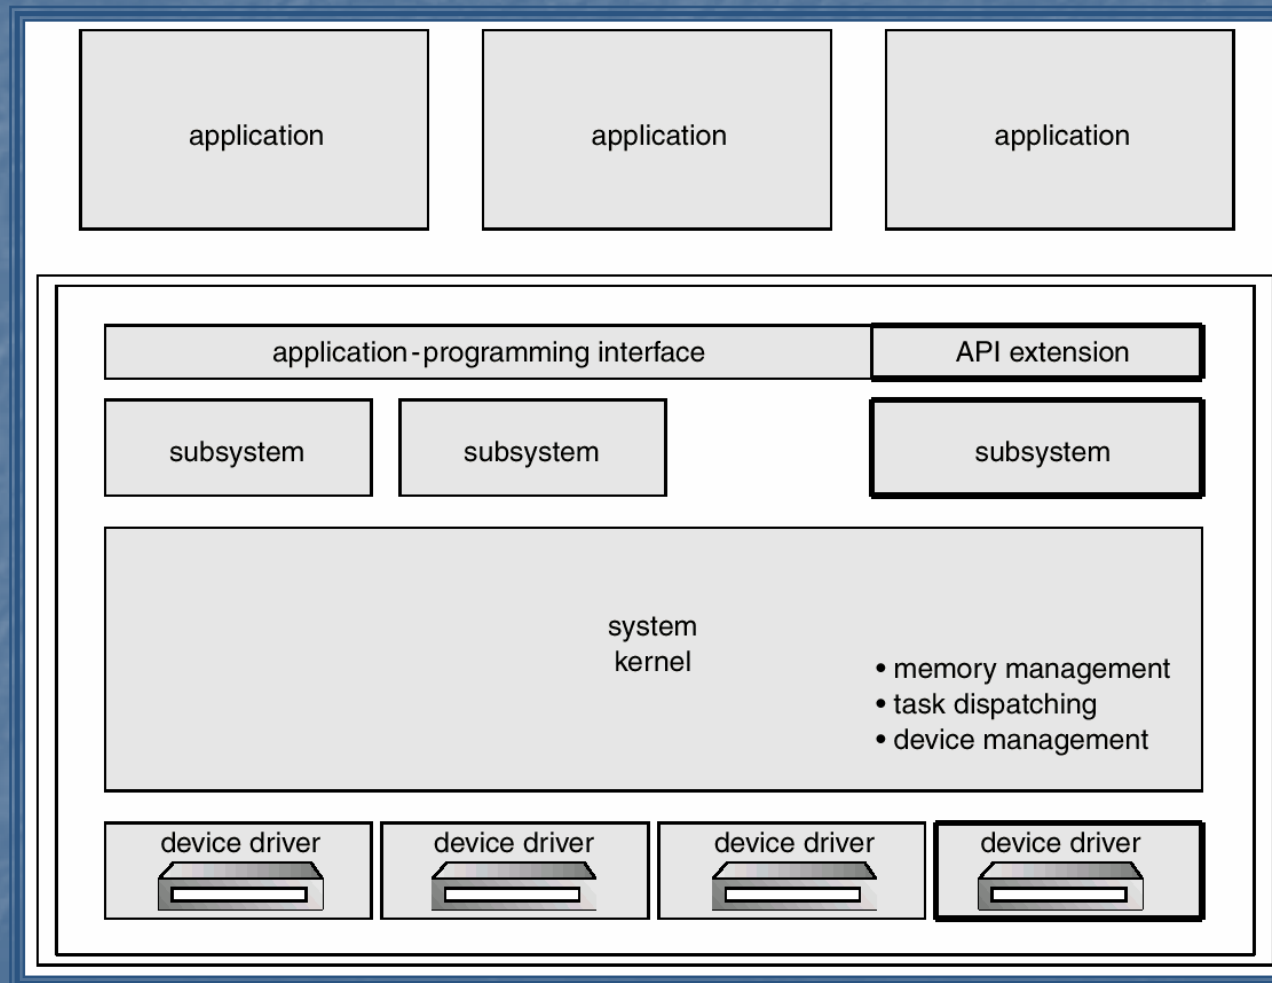 application
application
application
application-programming interface
API extension
subsystem
subsystem
subsystem
system
kernel
• memory management
• task dispatching
• device management
device driver
device driver
device driver
device driver